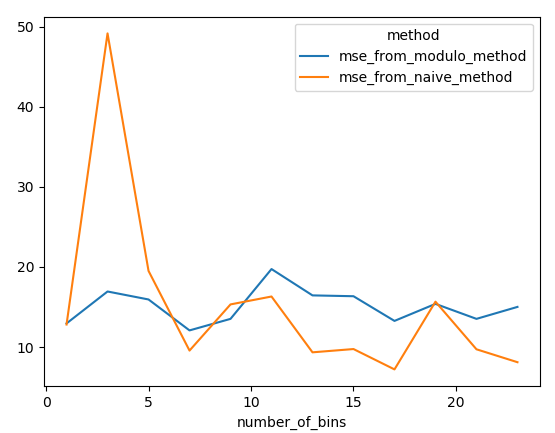 method
mse_from_modulo_method
mse_from_naive_method
50
40
30
20
10
0 5 10 15 20
number_of_bins